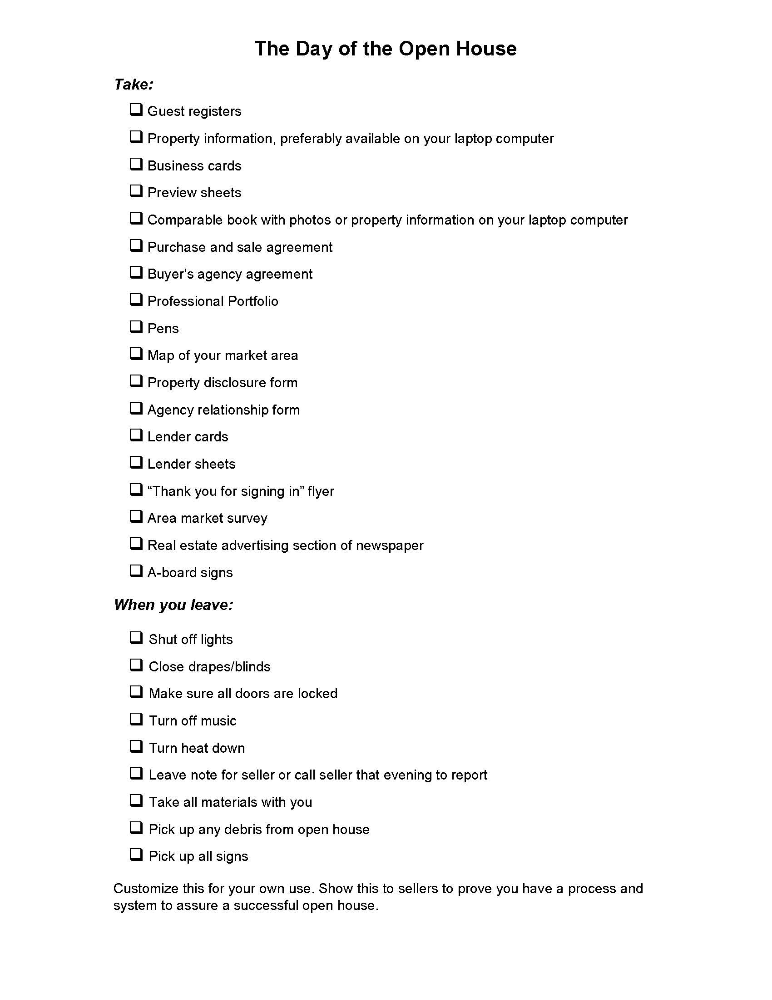 The Day of the Open House
Take:
❑ Guest registers
❑ Property information, preferably available on your laptop computer
❑ Business cards
❑ Preview sheets
❑ Comparable book with photos or property information on your laptop computer
❑ Purchase and sale agreement
❑ Buyer’s agency agreement
❑ Professional Portfolio
❑ Pens
❑ Map of your market area
❑ Property disclosure form
❑ Agency relationship form
❑ Lender cards
❑ Lender sheets
❑ “Thank you for signing in” flyer
❑ Area market survey
❑ Real estate advertising section of newspaper
❑ A-board signs
When you leave:
❑ Shut off lights
❑ Close drapes/blinds
❑ Make sure all doors are locked
❑ Turn off music
❑ Turn heat down
❑ Leave note for seller or call seller that evening to report
❑ Take all materials with you
❑ Pick up any debris from open house
❑ Pick up all signs
Customize this for your own use. Show this to sellers to prove you have a process and
system to assure a successful open house.